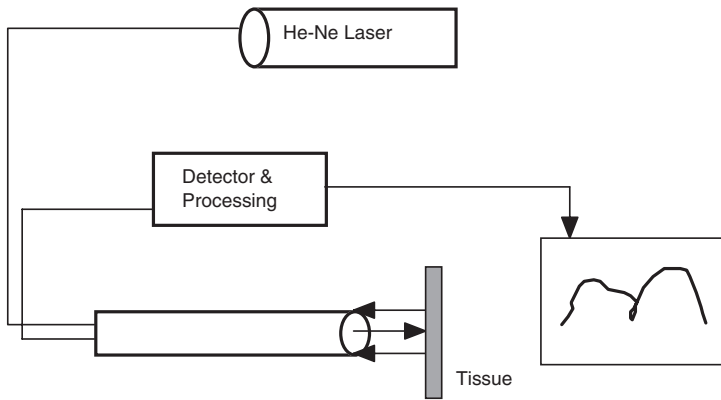 He-Ne Laser
Detector &
Processing
Tissue